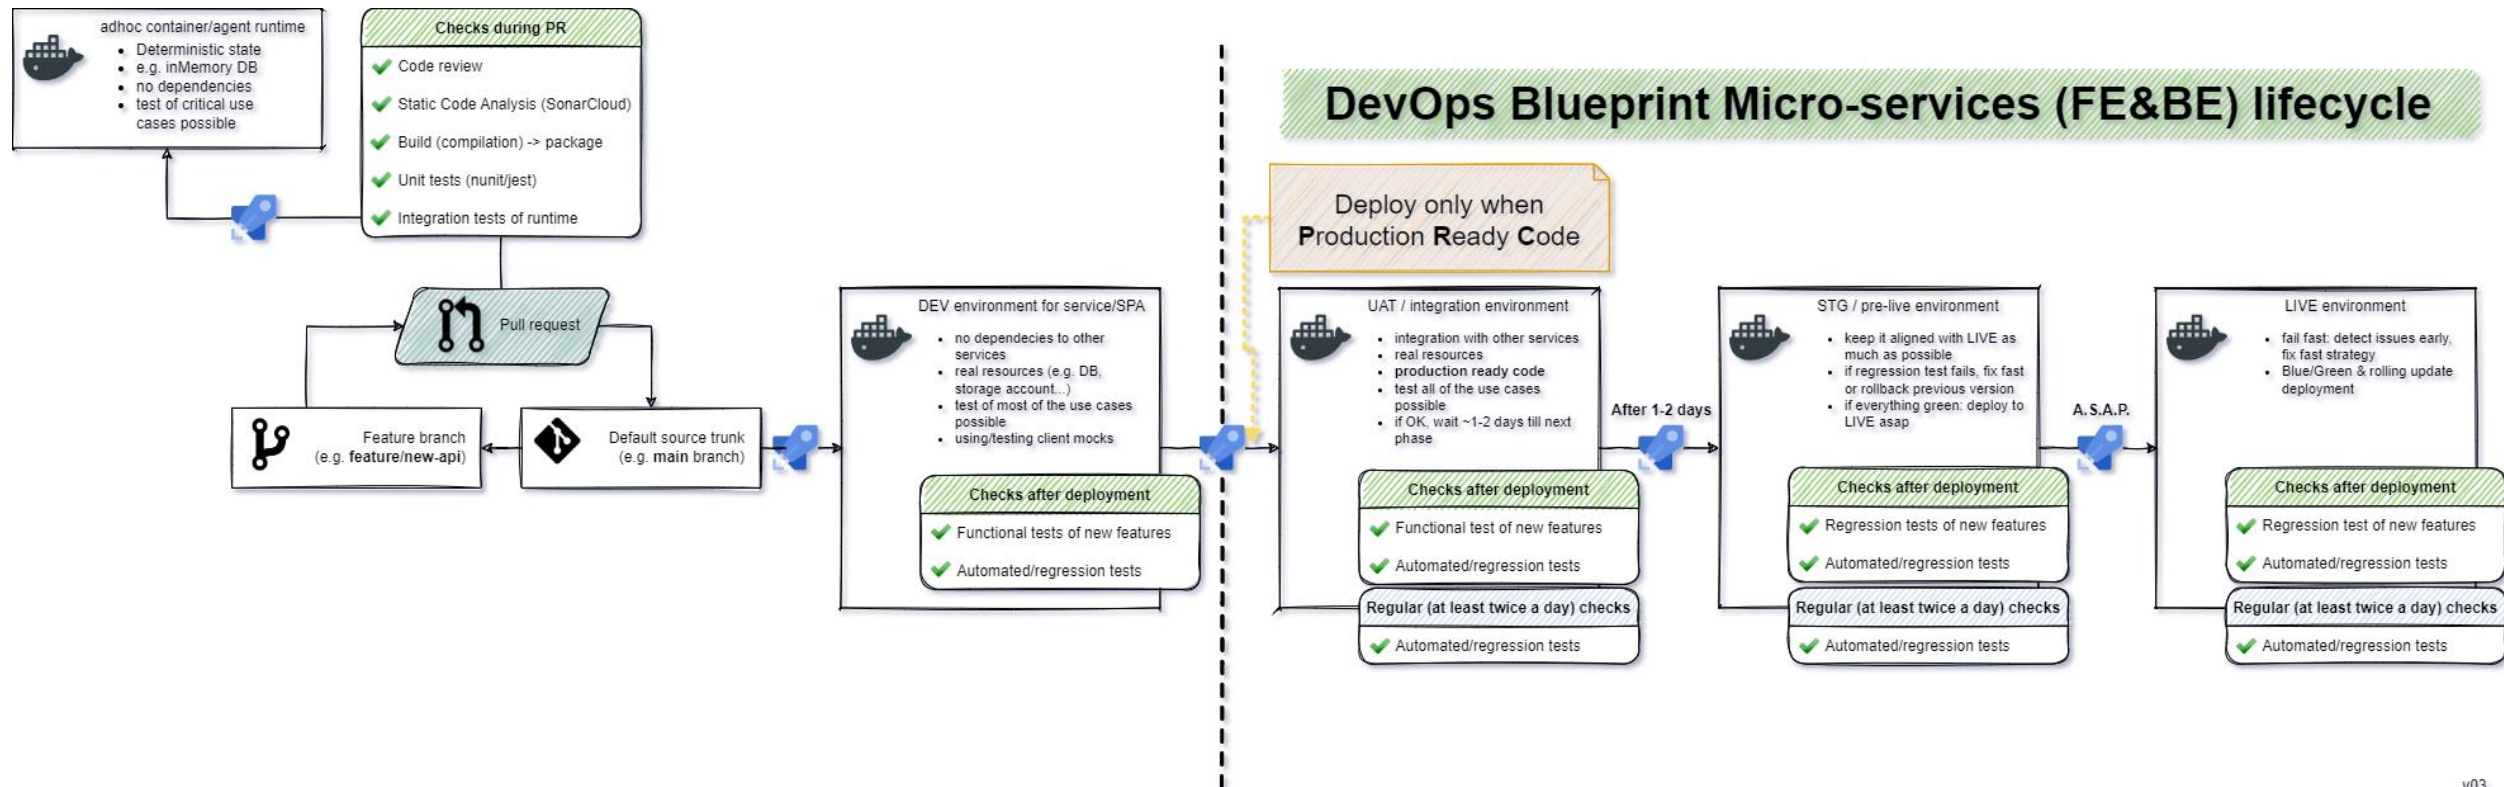 adhoc container/agent runtime
Deterministic state
e.g. inMemory DB
no dependencies
test of critical use
cases possible
Checks during PR
Code review
Static Code Analysis (SonarCloud)
Build (compilation) -> package
Unit tests (nunit/jest)
Integration tests of runtime
DevOps Blueprint Micro-services (FE&BE) lifecycle
Deploy only when
Production Ready Code
Pull request
Feature branch
(e.g. feature/new-api)
Default source trunk
(e.g. main branch)
DEV environment for service/SPA
no dependecies to other
services
real resources (e.g. DB,
storage account...)
test of most of the use cases
possible
using/testing client mocks
Checks after deployment
Functional tests of new features
Automated/regression tests
UAT / integration environment
integration with other services
real resources
production ready code
test all of the use cases
possible
if OK, wait ~1-2 days till next
phase
Checks after deployment
Functional test of new features
Automated/regression tests
Regular (at least twice a day) checks
Automated/regression tests
After 1-2 days
STG / pre-live environment
keep it aligned with LIVE as
much as possible
if regression test fails, fix fast
or rollback previous version
if everything green: deploy to
LIVE asap
Checks after deployment
Regression tests of new features
Automated/regression tests
Regular (at least twice a day) checks
Automated/regression tests
A.S.A.P.
LIVE environment
fail fast: detect issues early,
fix fast strategy
Blue/Green & rolling update
deployment
Checks after deployment
Regression test of new features
Automated/regression tests
Regular (at least twice a day) checks
Automated/regression tests
v03